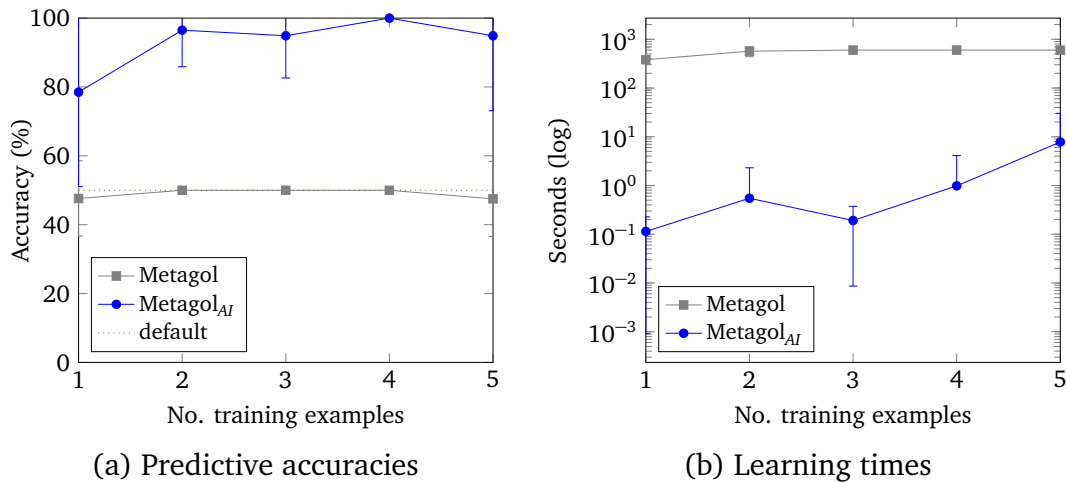 100
80
60
40
20
0
Accuracy (%)
Metagol
Metagol_AI
default
1 2 3 4 5
No. training examples
(a) Predictive accuracies
10^3
10^2
10^1
10^0
10^−1
10^−2
10^−3
Seconds (log)
Metagol
Metagol_AI
1 2 3 4 5
No. training examples
(b) Learning times